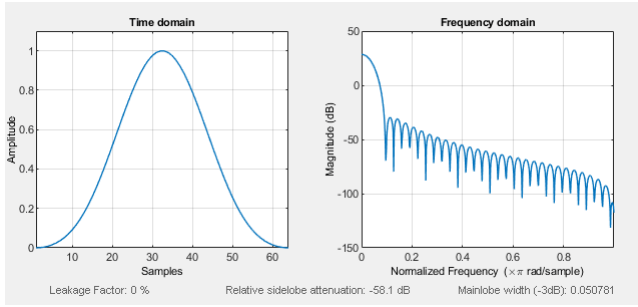 Time domain
Frequency domain
1
0.8
0.6
0.4
0.2
0
Amplitude
10 20 30 40 50 60
Samples
50
0
-50
-100
-150
Magnitude (dB)
0 0.2 0.4 0.6 0.8
Normalized Frequency (×π rad/sample)
Leakage Factor: 0 % Relative sidelobe attenuation: -58.1 dB Mainlobe width (-3dB): 0.050781